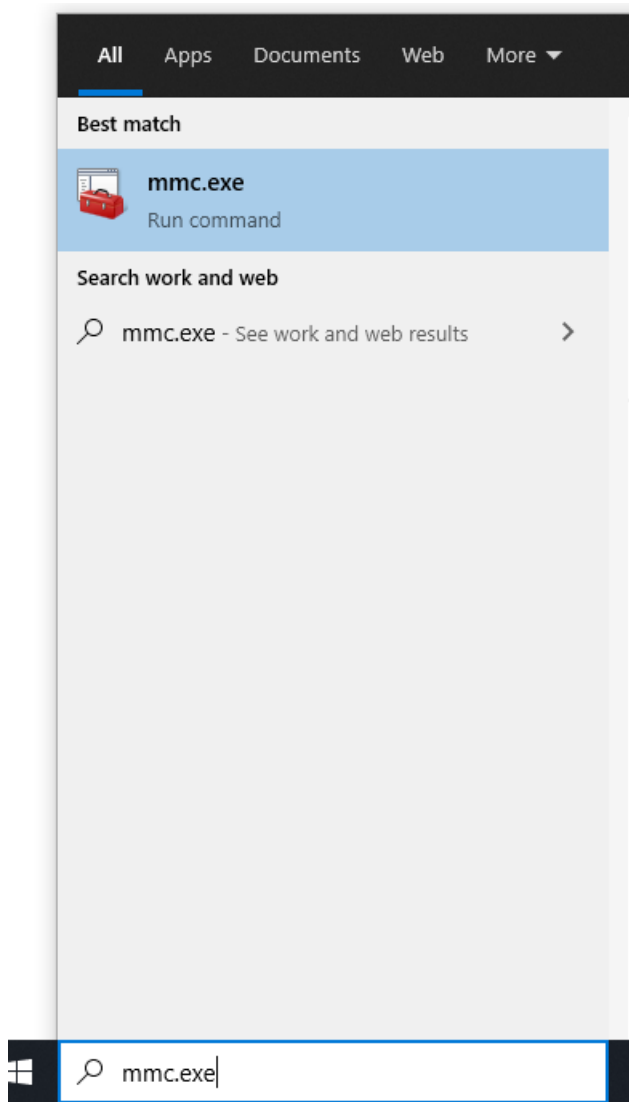 All Apps Documents Web More
Best match
mmc.exe
Run command
Search work and web
mmc.exe - See work and web results
mmc.exe